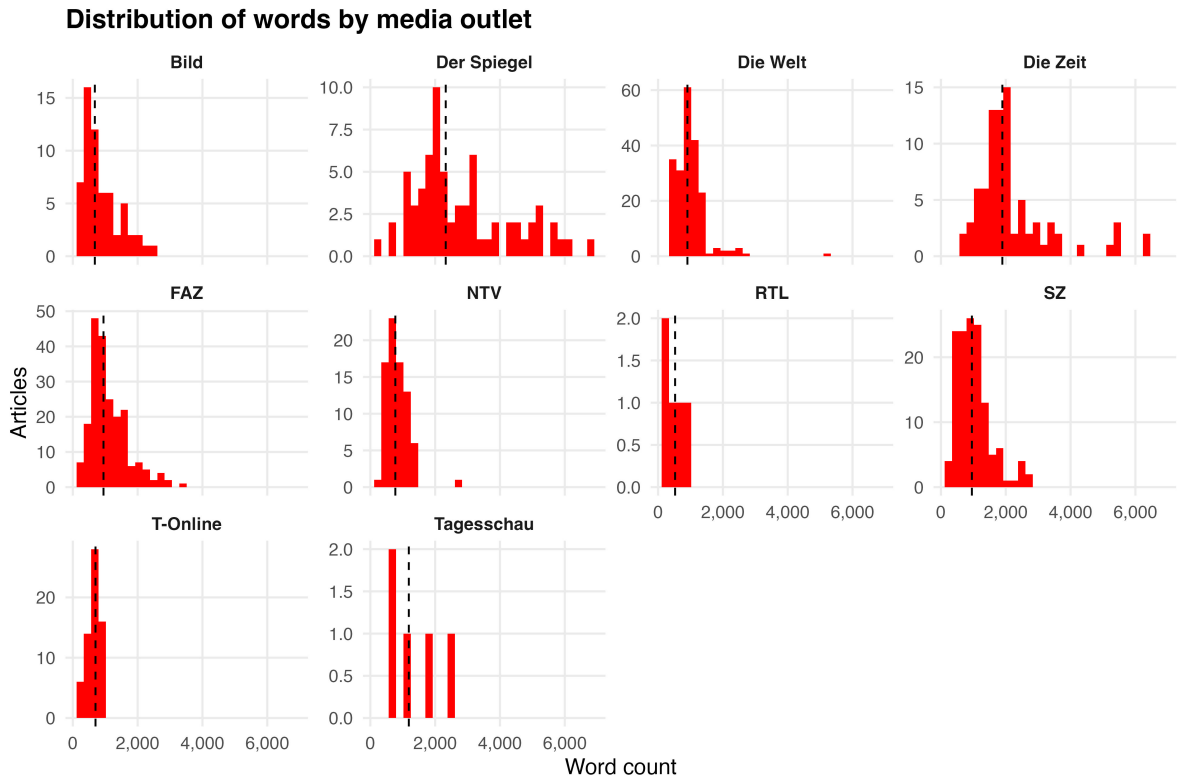 Distribution of words by media outlet
Bild
Der Spiegel
Die Welt
Die Zeit
15
10
5
0
10.0
7.5
5.0
2.5
0.0
60
40
20
0
15
10
5
0
FAZ
NTV
RTL
SZ
50
40
30
20
10
0
20
15
10
5
0
2.0
1.5
1.0
0.5
0.0
20
10
0
0 2,000 4,000 6,000
0 2,000 4,000 6,000
T-Online
Tagesschau
20
10
0
2.0
1.5
1.0
0.5
0.0
0 2,000 4,000 6,000
0 2,000 4,000 6,000
Articles
Word count